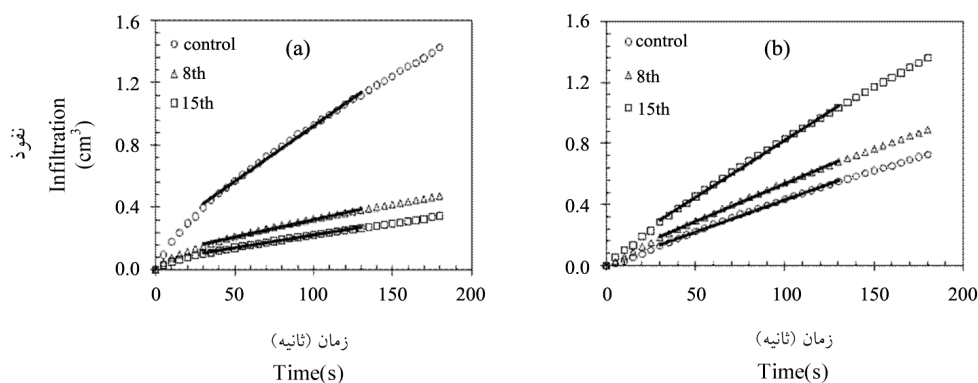 نفوذ
Infiltration
(cm³)
1.6
1.2
0.8
0.4
0.0
(a)
control
8th
15th
0 50 100 150 200
زمان (ثانیه)
Time(s)
1.6
1.2
0.8
0.4
0.0
(b)
control
8th
15th
0 50 100 150 200
زمان (ثانیه)
Time(s)